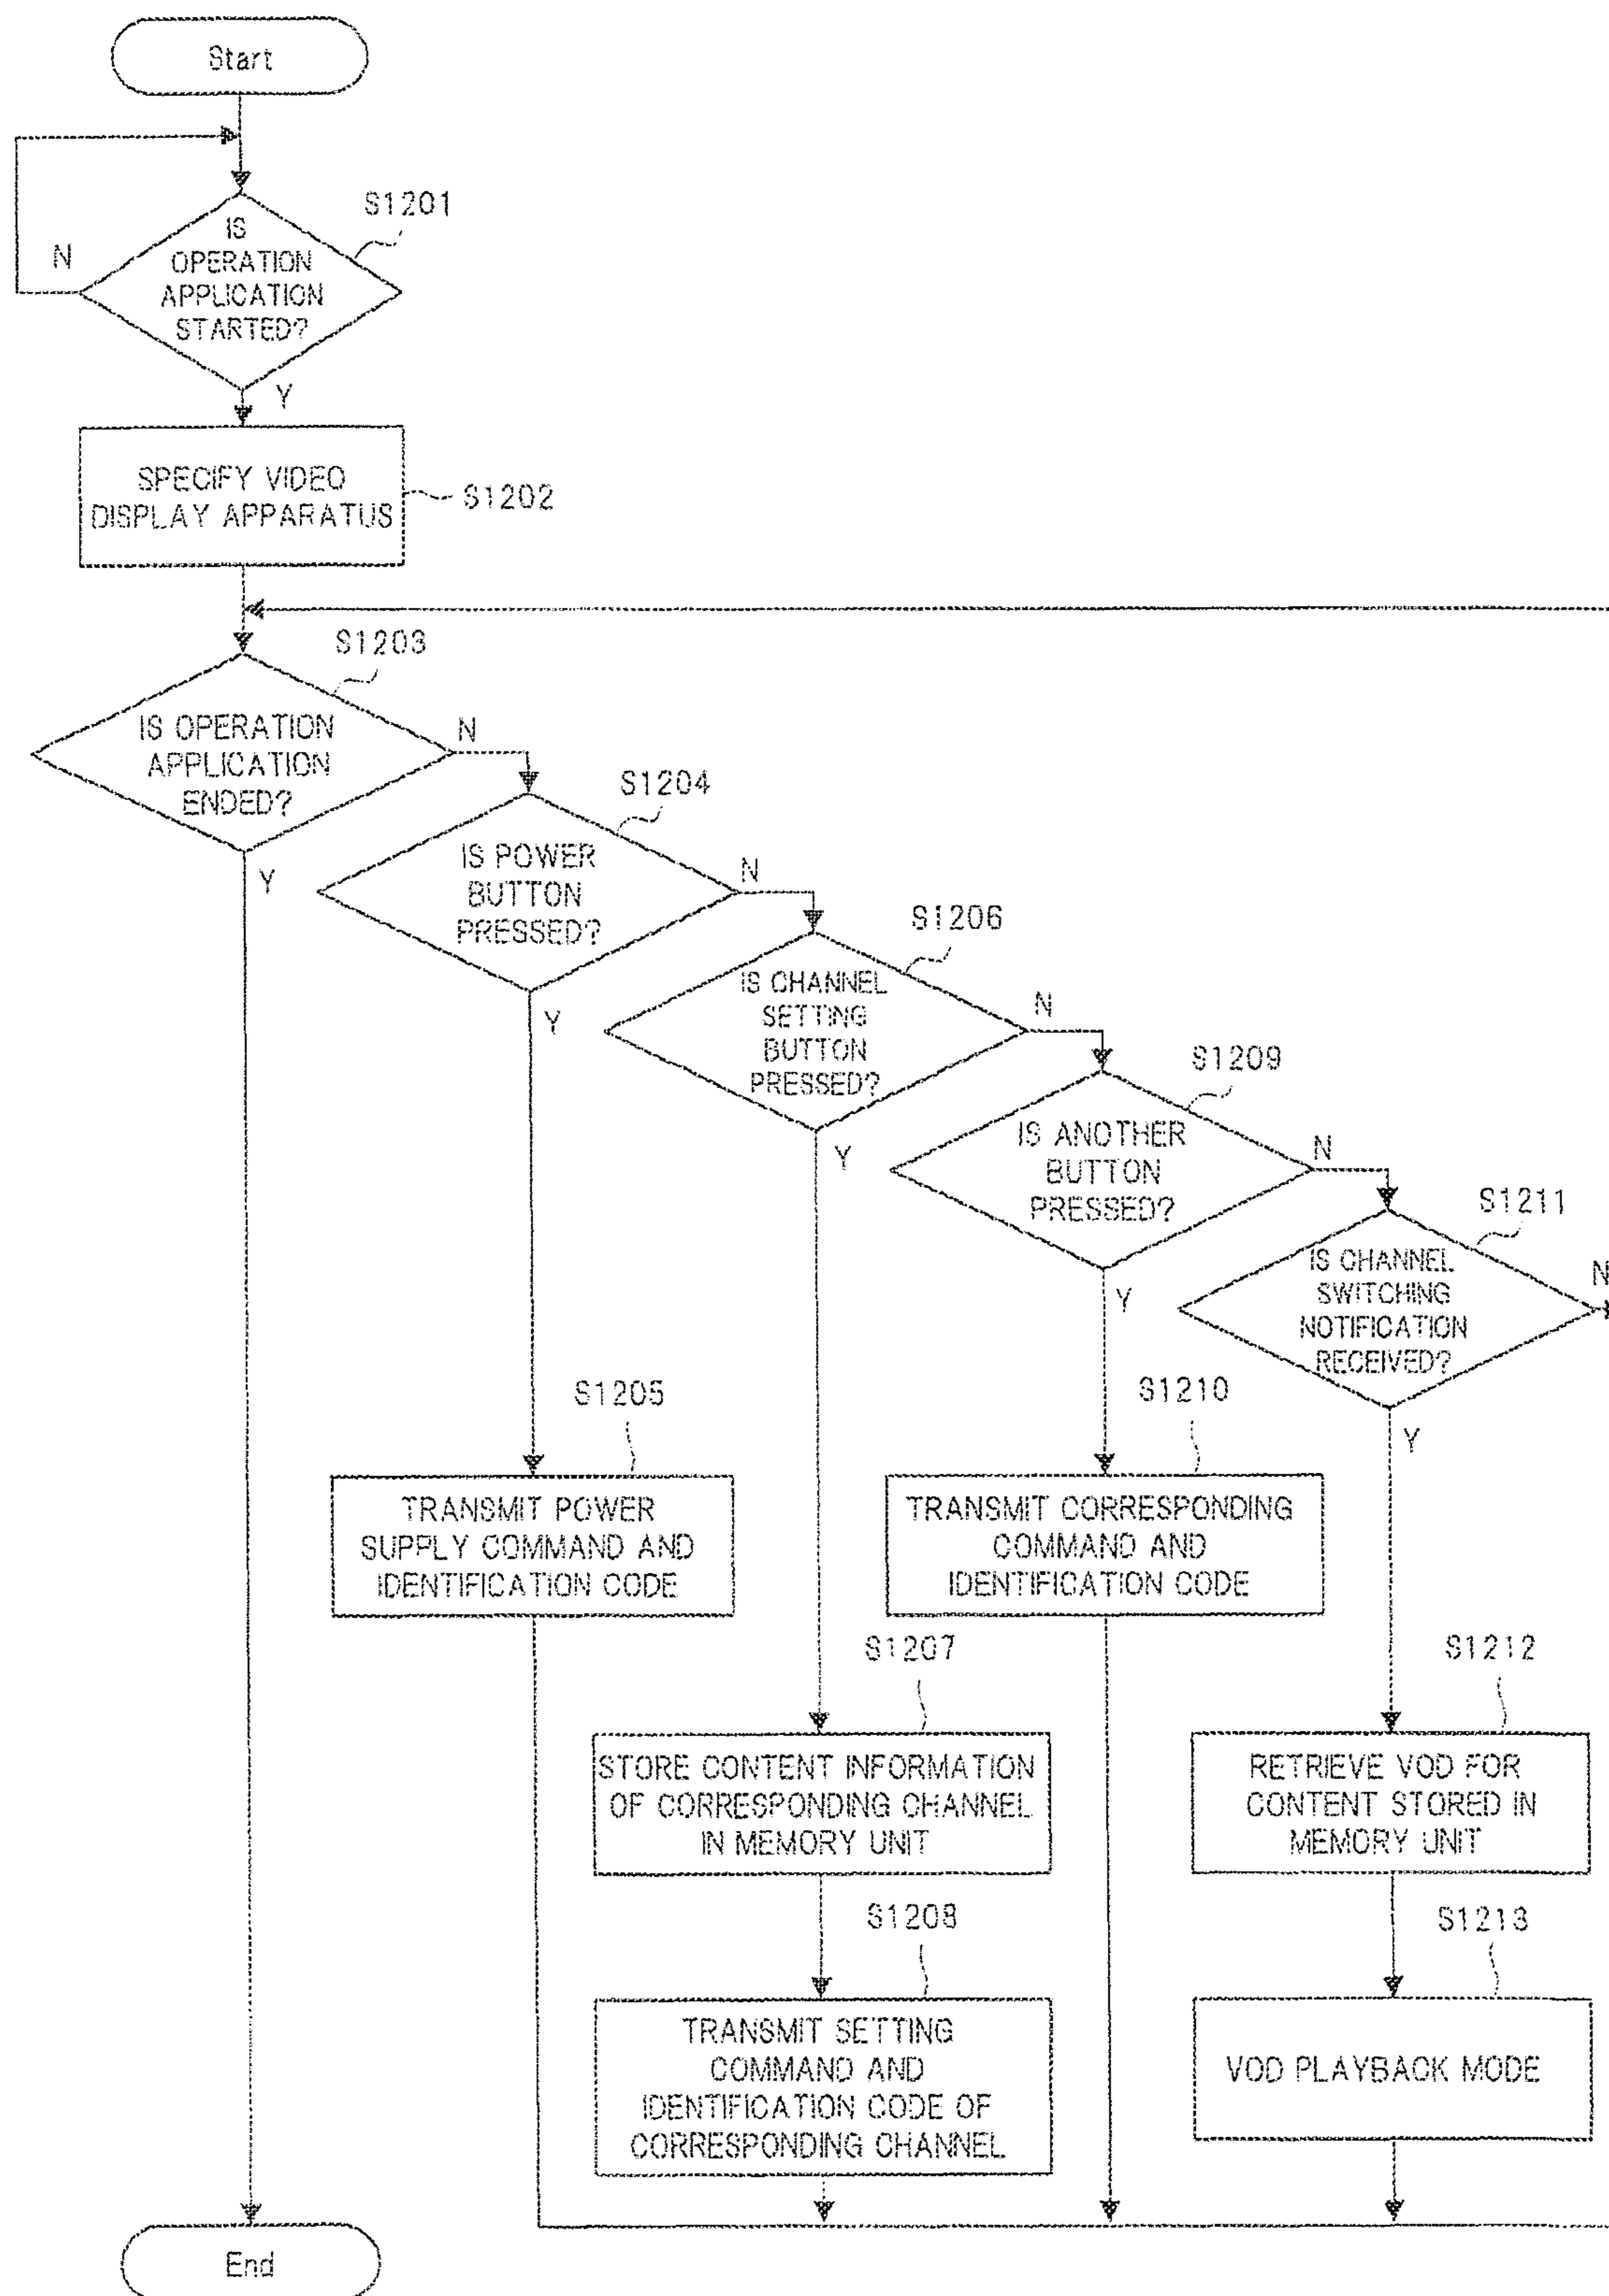 Start
S1201
IS
OPERATION
APPLICATION
STARTED?
N
Y
SPECIFY VIDEO
DISPLAY APPARATUS
S1202
S1203
IS OPERATION
APPLICATION
ENDED?
N
Y
S1204
IS POWER
BUTTON
PRESSED?
N
Y
S1206
IS CHANNEL
SETTING
BUTTON
PRESSED?
N
Y
S1209
IS ANOTHER
BUTTON
PRESSED?
N
Y
S1211
IS CHANNEL
SWITCHING
NOTIFICATION
RECEIVED?
N
Y
S1205
TRANSMIT POWER
SUPPLY COMMAND AND
IDENTIFICATION CODE
S1210
TRANSMIT CORRESPONDING
COMMAND AND
IDENTIFICATION CODE
S1207
STORE CONTENT INFORMATION
OF CORRESPONDING CHANNEL
IN MEMORY UNIT
S1212
RETRIEVE VOD FOR
CONTENT STORED IN
MEMORY UNIT
S1208
TRANSMIT SETTING
COMMAND AND
IDENTIFICATION CODE OF
CORRESPONDING CHANNEL
S1213
VOD PLAYBACK MODE
End